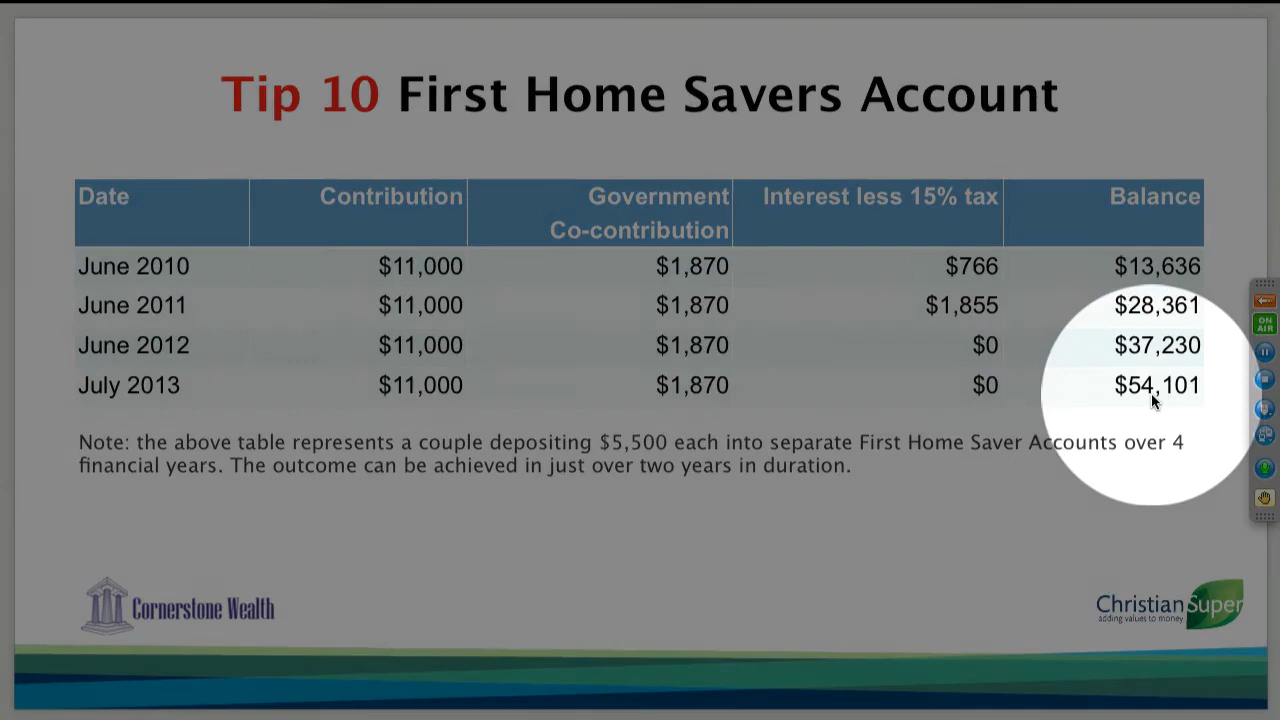 Tip 10 First Home Savers Account
Date Contribution Government Co-contribution Interest less 15% tax Balance
June 2010 $11,000 $1,870 $766 $13,636
June 2011 $11,000 $1,870 $1,855 $28,361
June 2012 $11,000 $1,870 $0 $37,230
July 2013 $11,000 $1,870 $0 $54,101
Note: the above table represents a couple depositing $5,500 each into separate First Home Saver Accounts over 4
financial years. The outcome can be achieved in just over two years in duration.
Cornerstone Wealth
ChristianSuper
adding values to money
ON
AIR